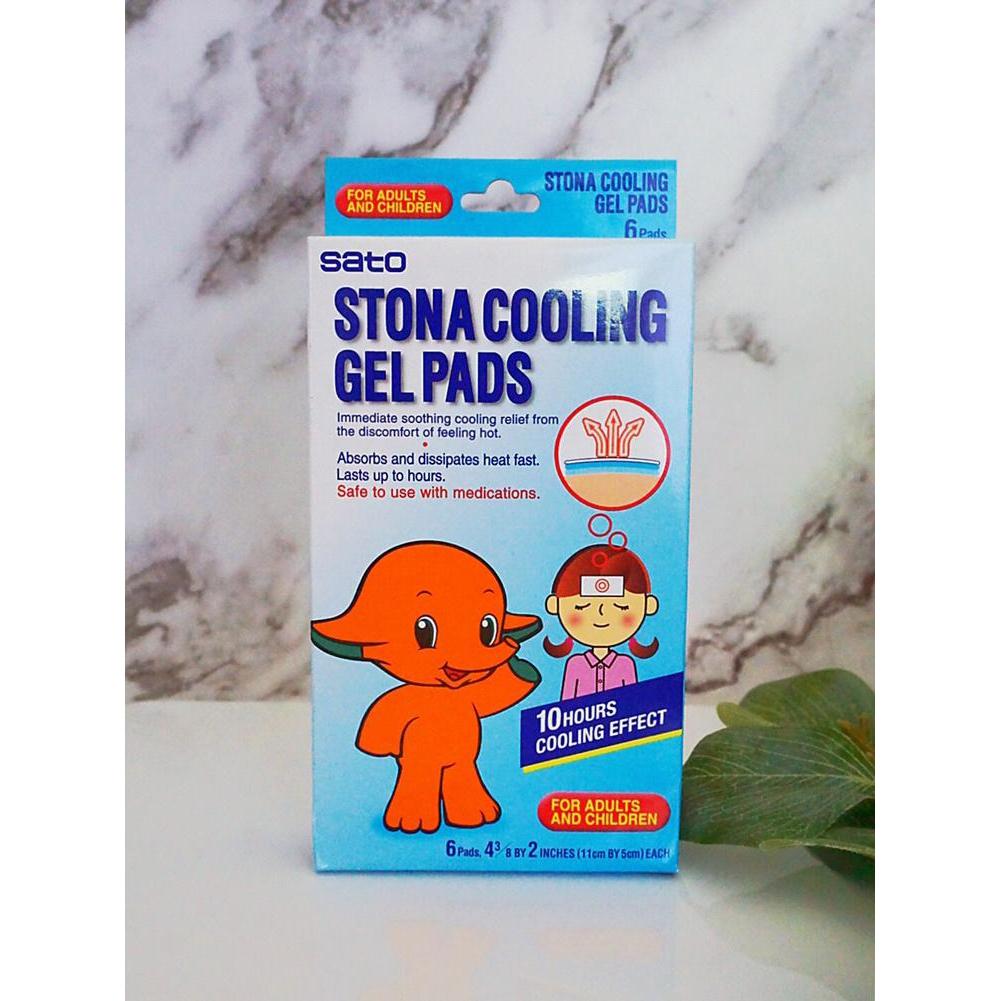 FOR ADULTS
AND CHILDREN
STONA COOLING
GEL PADS
6 Pads
sato
STONA COOLING
GEL PADS
Immediate soothing cooling relief from
the discomfort of feeling hot.
Absorbs and dissipates heat fast.
Lasts up to hours.
Safe to use with medications.
10 HOURS
COOLING EFFECT
FOR ADULTS
AND CHILDREN
6 Pads, 4 3/8 BY 2 INCHES (11cm BY 5cm) EACH